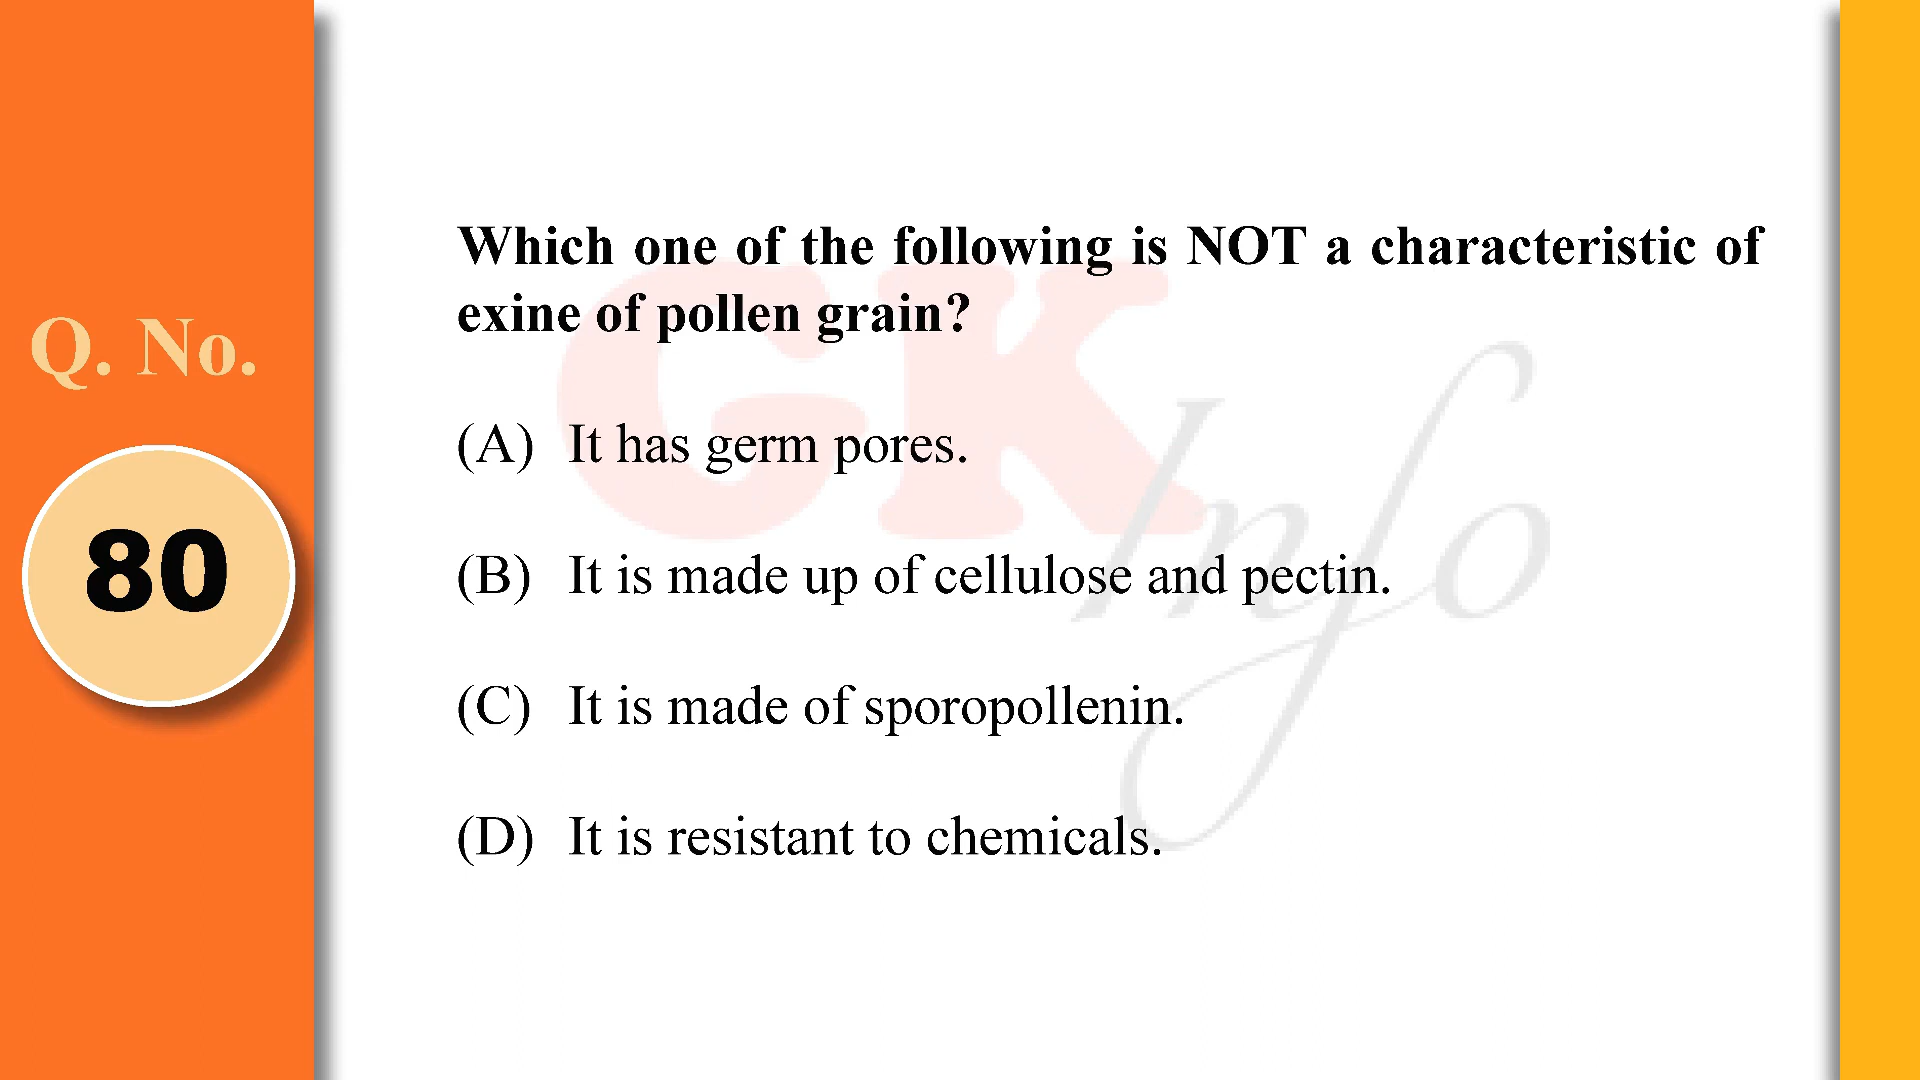 Q. No.
80
Which one of the following is NOT a characteristic of
exine of pollen grain?
(A) It has germ pores.
(B) It is made up of cellulose and pectin.
(C) It is made of sporopollenin.
(D) It is resistant to chemicals.
GK
Info